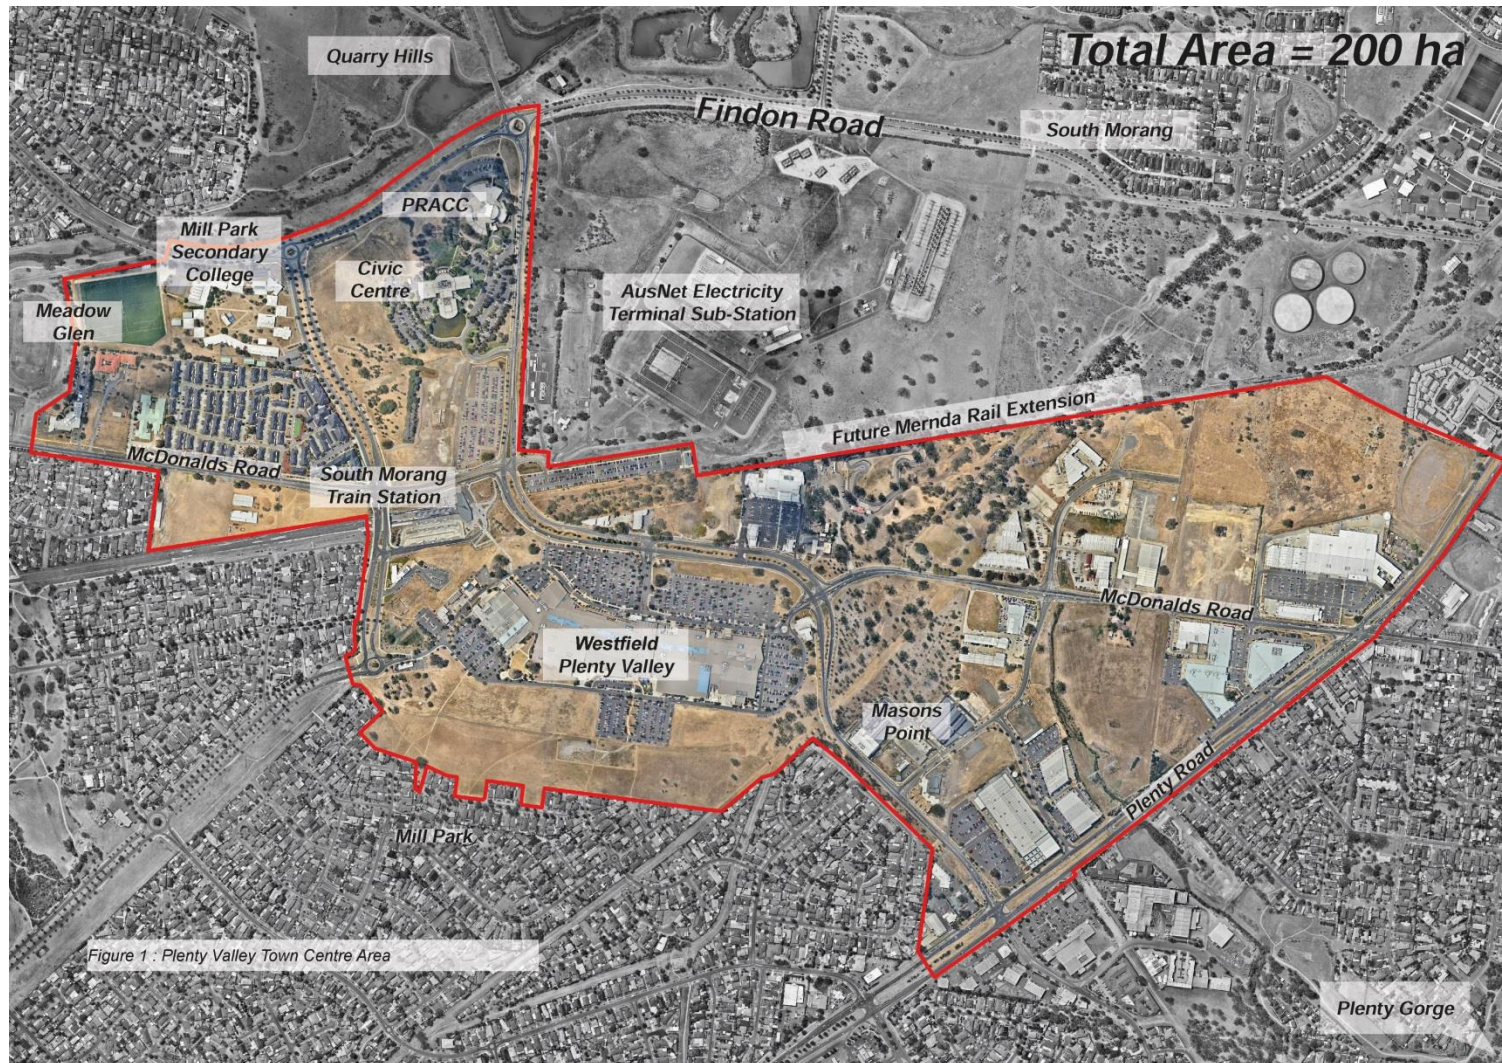 Total Area = 200 ha
Quarry Hills
Findon Road
South Morang
PRACC
Mill Park
Secondary
College
Civic
Centre
Meadow
Glen
AusNet Electricity
Terminal Sub-Station
Future Mernda Rail Extension
McDonalds Road
South Morang
Train Station
McDonalds Road
Westfield
Plenty Valley
Masons
Point
Plenty Road
Mill Park
Figure 1 : Plenty Valley Town Centre Area
Plenty Gorge